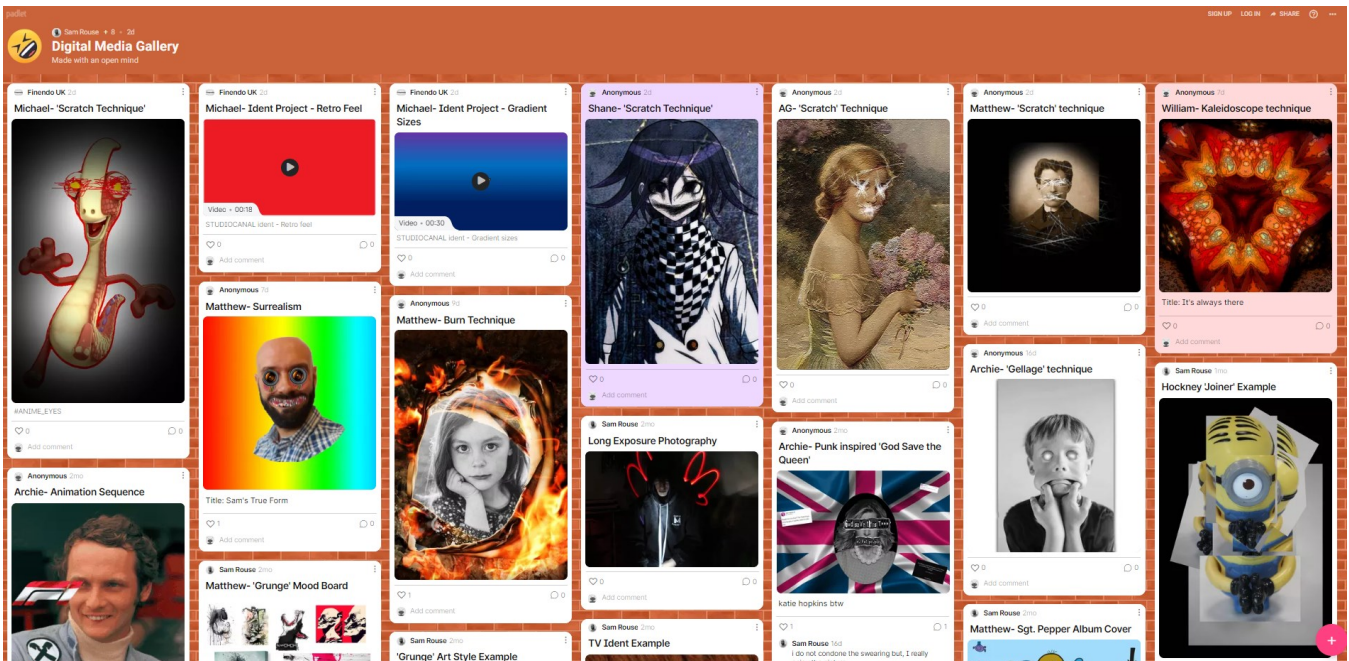 padlet
SIGN UP LOG IN SHARE
Sam Rouse + 8 · 2d
Digital Media Gallery
Made with an open mind
Finendo UK 2d
Michael- 'Scratch Technique'
#ANIME_EYES
0 0
Add comment
Anonymous 2mo
Archie- Animation Sequence
Finendo UK 2d
Michael- Ident Project - Retro Feel
Video • 00:18
STUDIOCANAL ident - Retro feel
0 0
Add comment
Anonymous 7d
Matthew- Surrealism
Title: Sam's True Form
1 0
Add comment
Sam Rouse 2mo
Matthew- 'Grunge' Mood Board
Finendo UK 2d
Michael- Ident Project - Gradient
Sizes
Video • 00:30
STUDIOCANAL ident - Gradient sizes
0 0
Add comment
Anonymous 9d
Matthew- Burn Technique
1 0
Add comment
Sam Rouse 2mo
'Grunge' Art Style Example
Anonymous 2d
Shane- 'Scratch Technique'
0 0
Add comment
Sam Rouse 2mo
Long Exposure Photography
0 0
Add comment
Sam Rouse 2mo
TV Ident Example
Anonymous 2d
AG- 'Scratch' Technique
0 0
Add comment
Anonymous 2mo
Archie- Punk inspired 'God Save the
Queen'
katie hopkins btw
1 1
Sam Rouse 16d
i do not condone the swearing but, I really
Anonymous 2d
Matthew- 'Scratch' technique
0 0
Add comment
Anonymous 16d
Archie- 'Gellage' technique
0 0
Add comment
Sam Rouse 2mo
Matthew- Sgt. Pepper Album Cover
Anonymous 7d
William- Kaleidoscope technique
Title: It's always there
0 0
Add comment
Sam Rouse 1mo
Hockney 'Joiner' Example